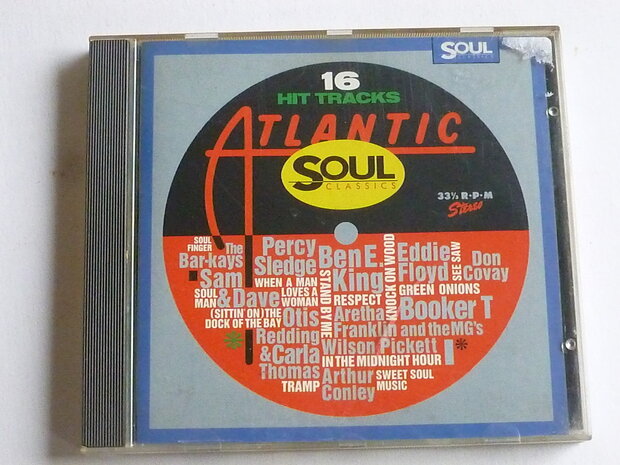 SOUL
CLASSICS
16
HIT TRACKS
ATLANTIC
SOUL
CLASSICS
33⅓ R·P·M
Stereo
SOUL
FINGER
The
Bar-kays
Percy
Sledge
WHEN A MAN
LOVES A
WOMAN
Ben E.
King
STAND BY ME
KNOCK ON WOOD
Eddie
Floyd
SEE SAW
Don
Covay
Sam
& Dave
SOUL
MAN
RESPECT
Aretha
Franklin
GREEN ONIONS
Booker T
and the MG's
(SITTIN' ON) THE
DOCK OF THE BAY
Otis
Redding
& Carla
Thomas
TRAMP
Wilson Pickett
IN THE MIDNIGHT HOUR
Arthur
Conley
SWEET SOUL
MUSIC